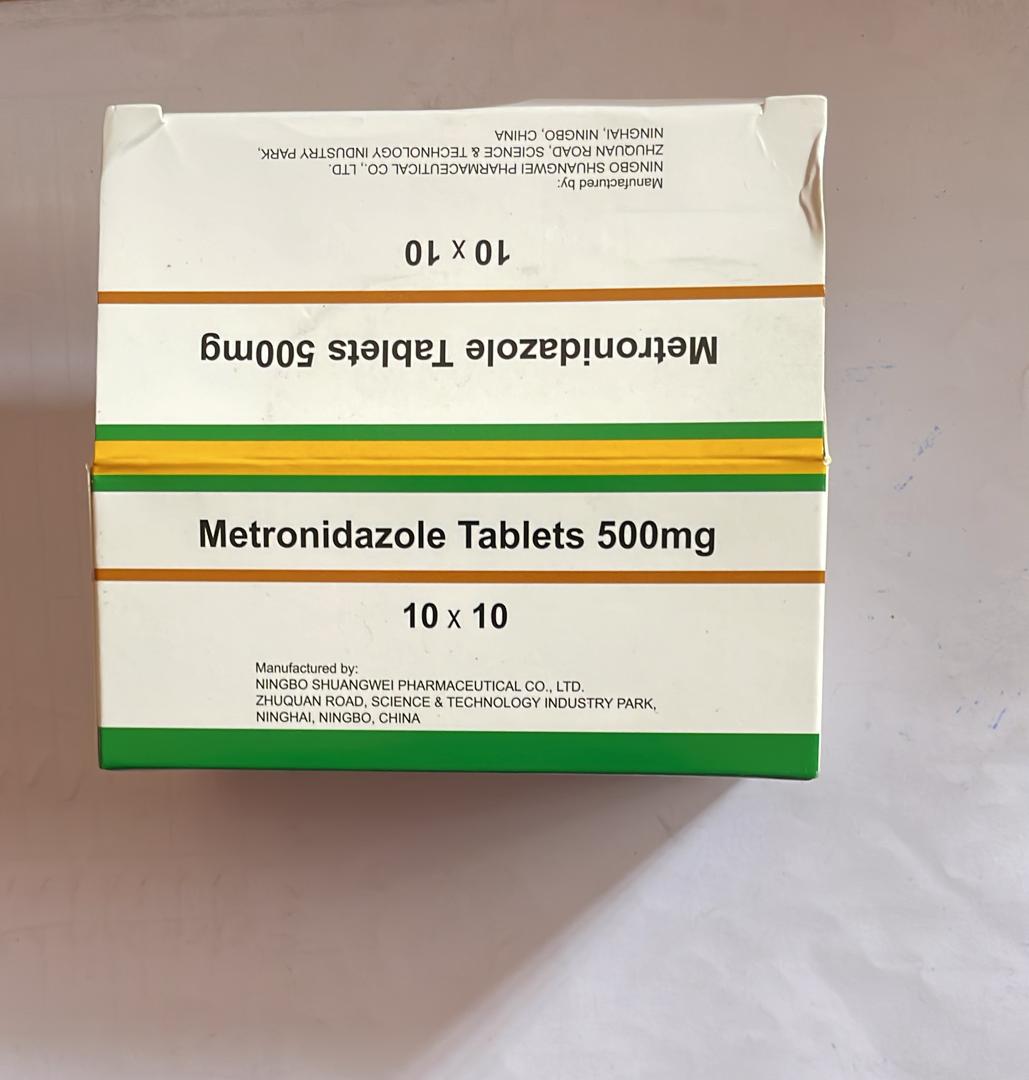 Manufactured by:
NINGBO SHUANGWEI PHARMACEUTICAL CO., LTD.
ZHUQUAN ROAD, SCIENCE & TECHNOLOGY INDUSTRY PARK,
NINGHAI, NINGBO, CHINA
10 x 10
Metronidazole Tablets 500mg
Metronidazole Tablets 500mg
10 x 10
Manufactured by:
NINGBO SHUANGWEI PHARMACEUTICAL CO., LTD.
ZHUQUAN ROAD, SCIENCE & TECHNOLOGY INDUSTRY PARK,
NINGHAI, NINGBO, CHINA